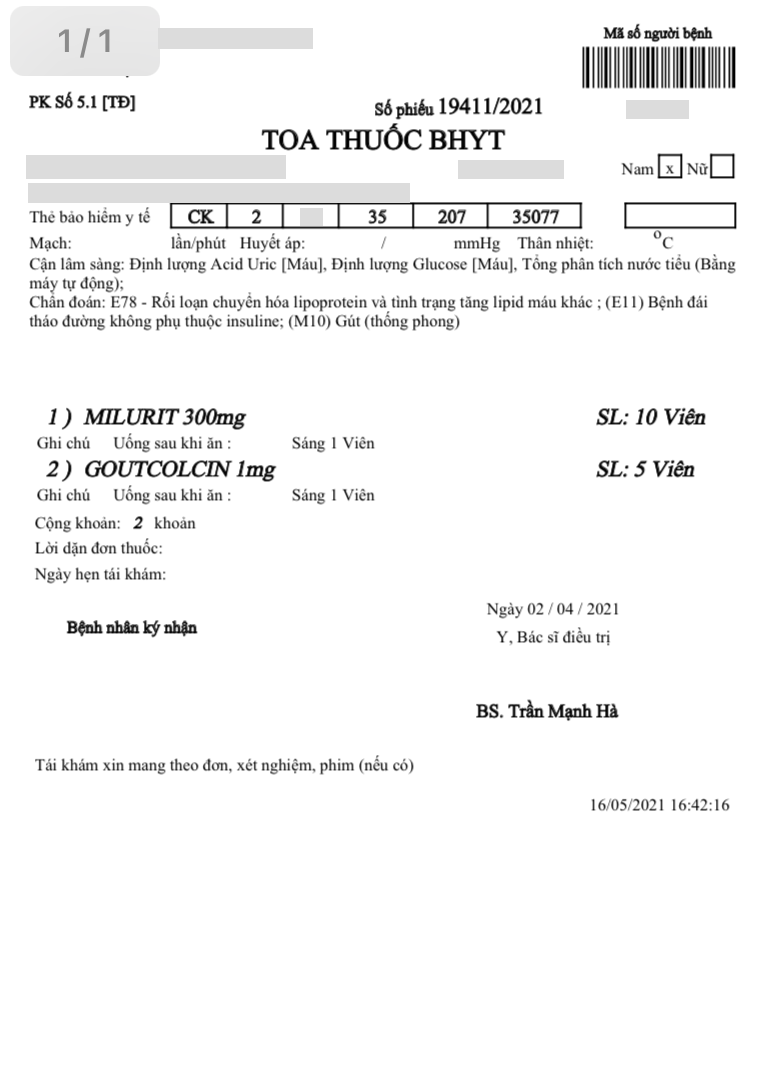 1/1
Mã số người bệnh
PK Số 5.1 [TĐ]
Số phiếu 19411/2021
TOA THUỐC BHYT
Nam x Nữ
Thẻ bảo hiểm y tế CK 2 35 207 35077
Mạch: lần/phút Huyết áp: / mmHg Thân nhiệt: °C
Cận lâm sàng: Định lượng Acid Uric [Máu], Định lượng Glucose [Máu], Tổng phân tích nước tiểu (Bằng
máy tự động);
Chẩn đoán: E78 - Rối loạn chuyển hóa lipoprotein và tình trạng tăng lipid máu khác ; (E11) Bệnh đái
tháo đường không phụ thuộc insuline; (M10) Gút (thống phong)
1 ) MILURIT 300mg SL: 10 Viên
Ghi chú Uống sau khi ăn : Sáng 1 Viên
2 ) GOUTCOLCIN 1mg SL: 5 Viên
Ghi chú Uống sau khi ăn : Sáng 1 Viên
Cộng khoản: 2 khoản
Lời dặn đơn thuốc:
Ngày hẹn tái khám:
Ngày 02 / 04 / 2021
Bệnh nhân ký nhận
Y, Bác sĩ điều trị
BS. Trần Mạnh Hà
Tái khám xin mang theo đơn, xét nghiệm, phim (nếu có)
16/05/2021 16:42:16